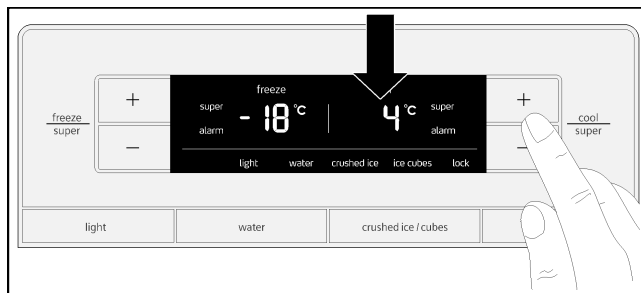 freeze
super
+
−
freeze
super
alarm
-18 °C
4 °C
super
alarm
light water crushed ice ice cubes lock
+
−
cool
super
light
water
crushed ice / cubes